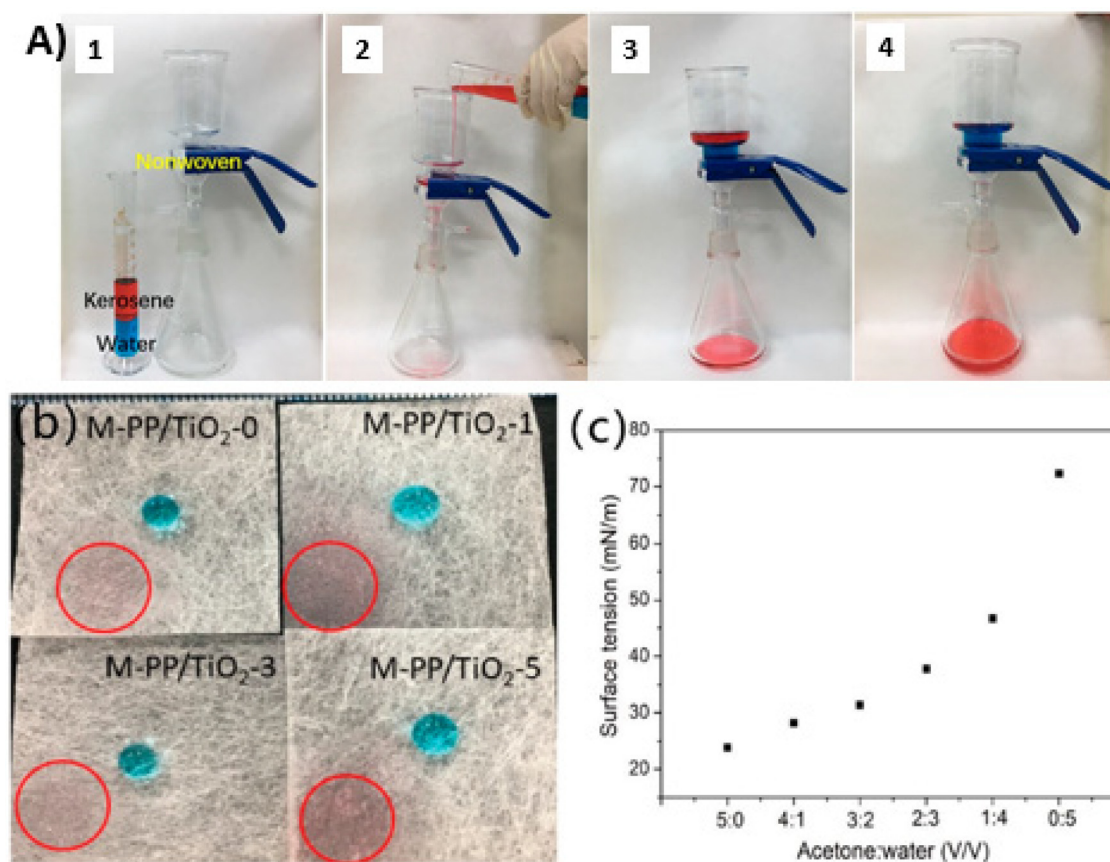 A)
1
2
3
4
Nonwoven
Kerosene
Water
(b)
M-PP/TiO₂-0
M-PP/TiO₂-1
M-PP/TiO₂-3
M-PP/TiO₂-5
(c)
80
70
60
50
40
30
20
Surface tension (mN/m)
5:0 4:1 3:2 2:3 1:4 0:5
Acetone:water (V/V)